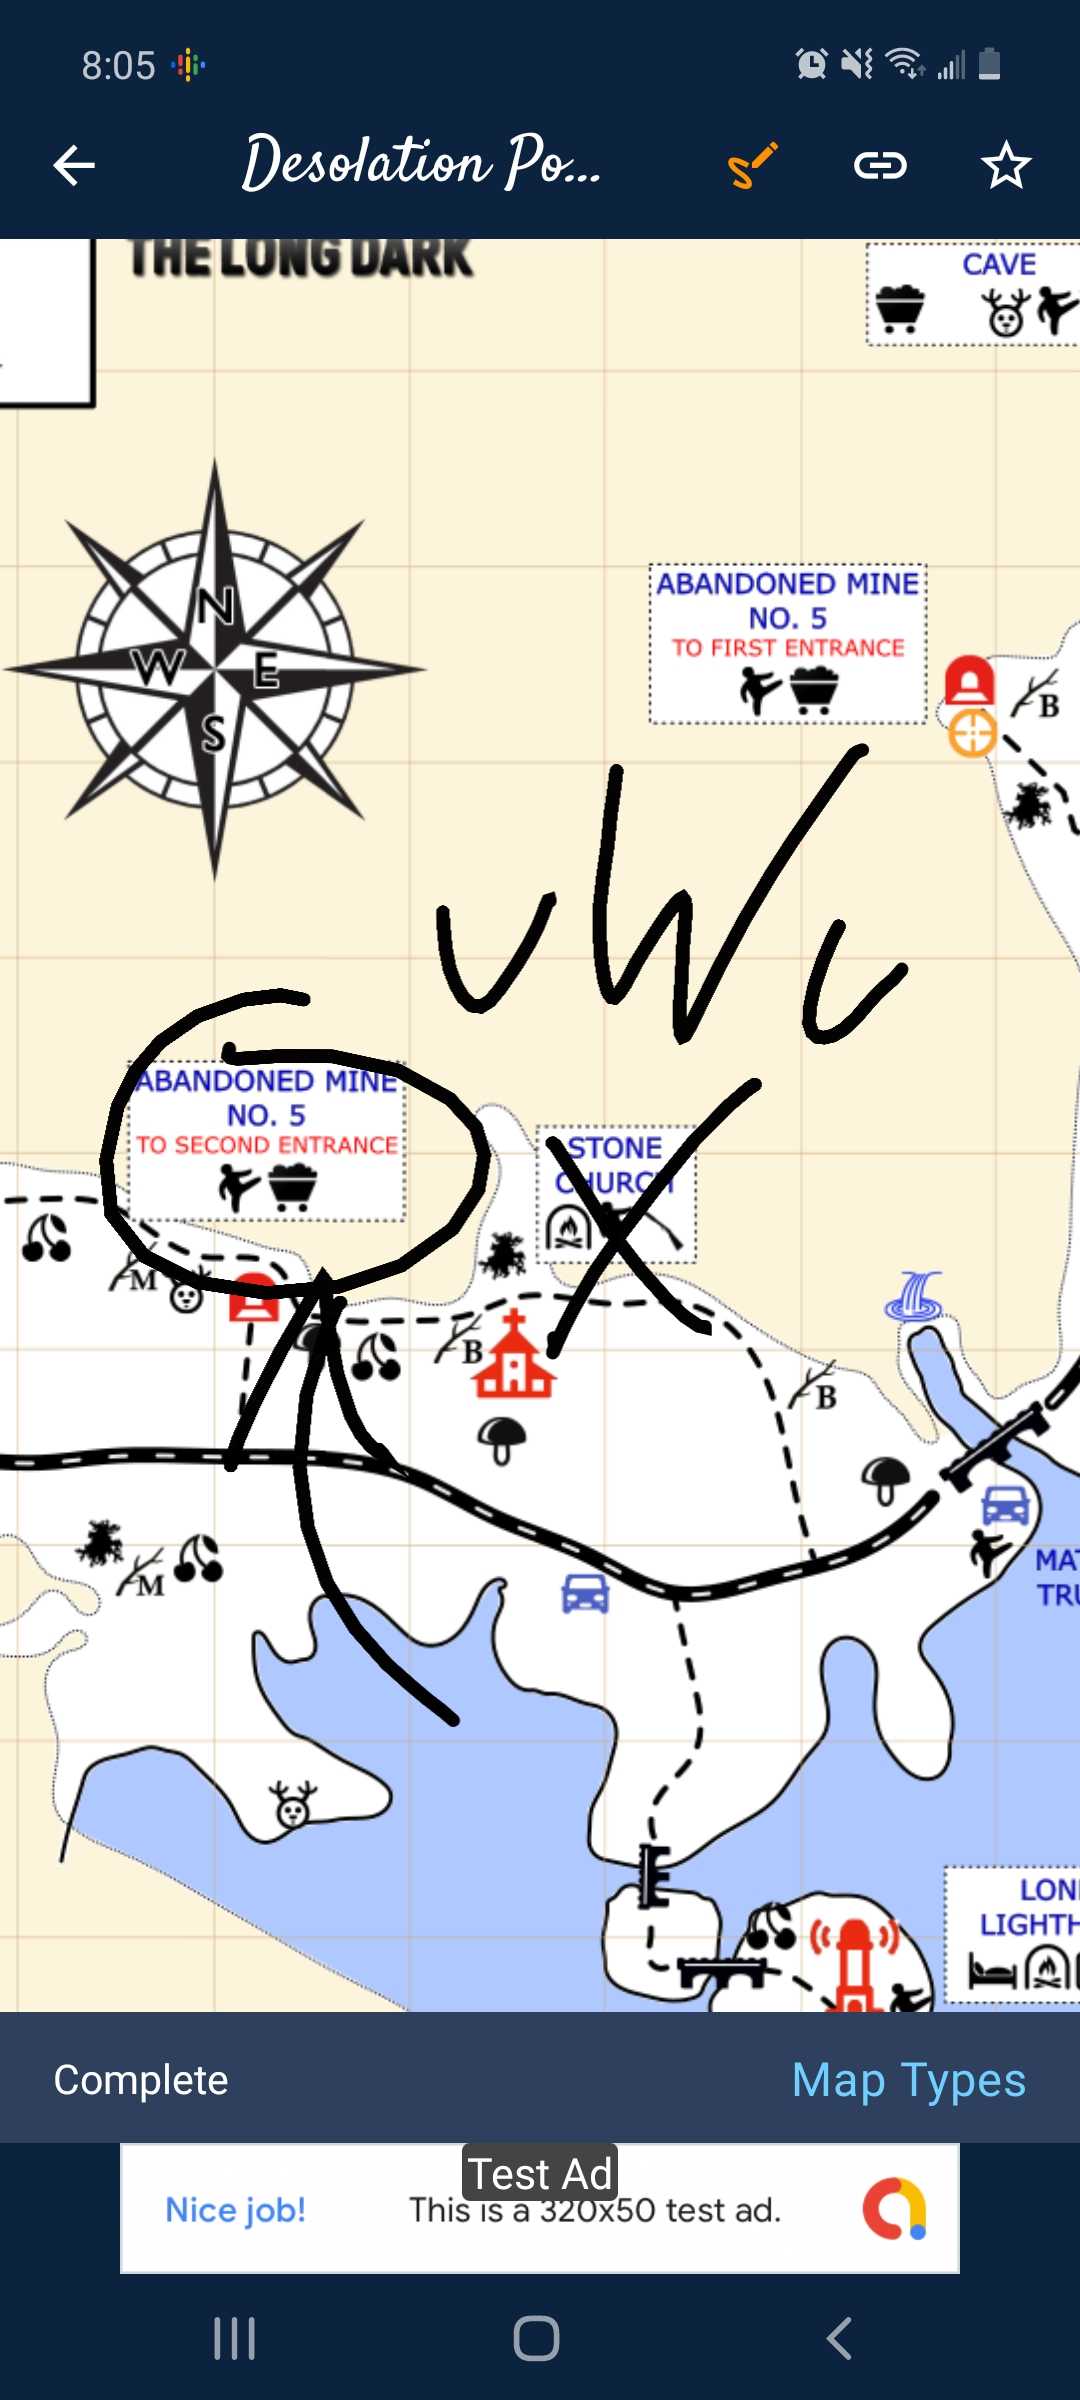 8:05
Desolation Po...
THE LONG DARK
CAVE
N
W E
S
ABANDONED MINE
NO. 5
TO FIRST ENTRANCE
B
uWu
ABANDONED MINE
NO. 5
TO SECOND ENTRANCE
STONE
CHURCH
M
B
B
M
MAT
TRU
LON
LIGHTH
Complete
Map Types
Test Ad
Nice job!
This is a 320x50 test ad.